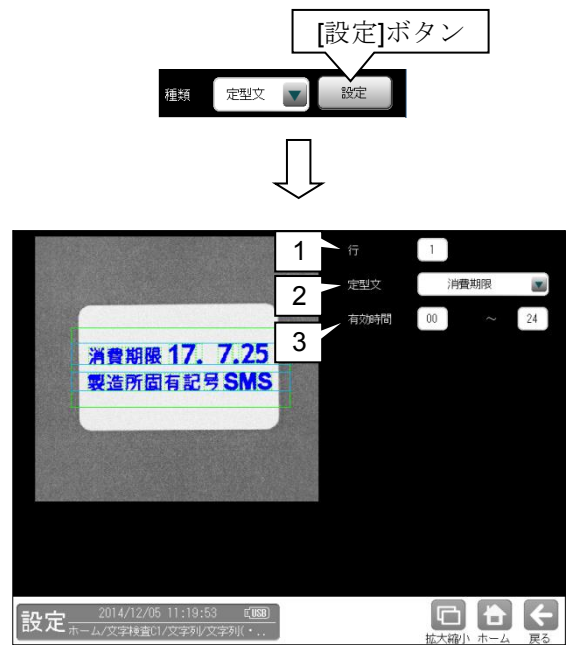 [設定]ボタン
種類 定型文 設定
1 行 1
2 定型文 消費期限
3 有効時間 00 ～ 24
消費期限 17. 7.25
製造所固有記号 SMS
設定 2014/12/05 11:19:53 USB
ホーム/文字検査C1/文字列/文字列(・..
拡大縮小 ホーム 戻る